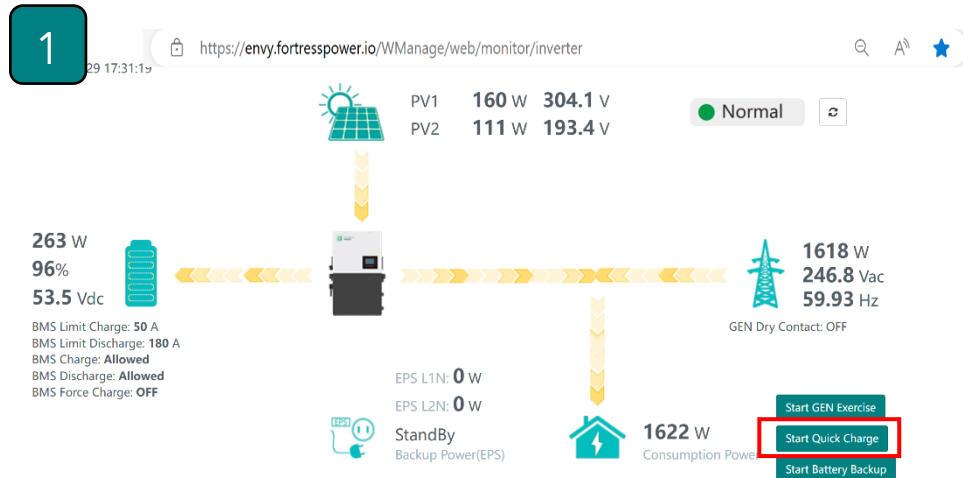 1
https://envy.fortresspower.io/WManage/web/monitor/inverter
29 17:31:19
PV1 160 W 304.1 V
PV2 111 W 193.4 V
Normal
263 W
96%
53.5 Vdc
1618 W
246.8 Vac
59.93 Hz
BMS Limit Charge: 50 A
BMS Limit Discharge: 180 A
BMS Charge: Allowed
BMS Discharge: Allowed
BMS Force Charge: OFF
GEN Dry Contact: OFF
EPS L1N: 0 W
EPS L2N: 0 W
EPS
StandBy
Backup Power(EPS)
1622 W
Consumption Power
Start GEN Exercise
Start Quick Charge
Start Battery Backup